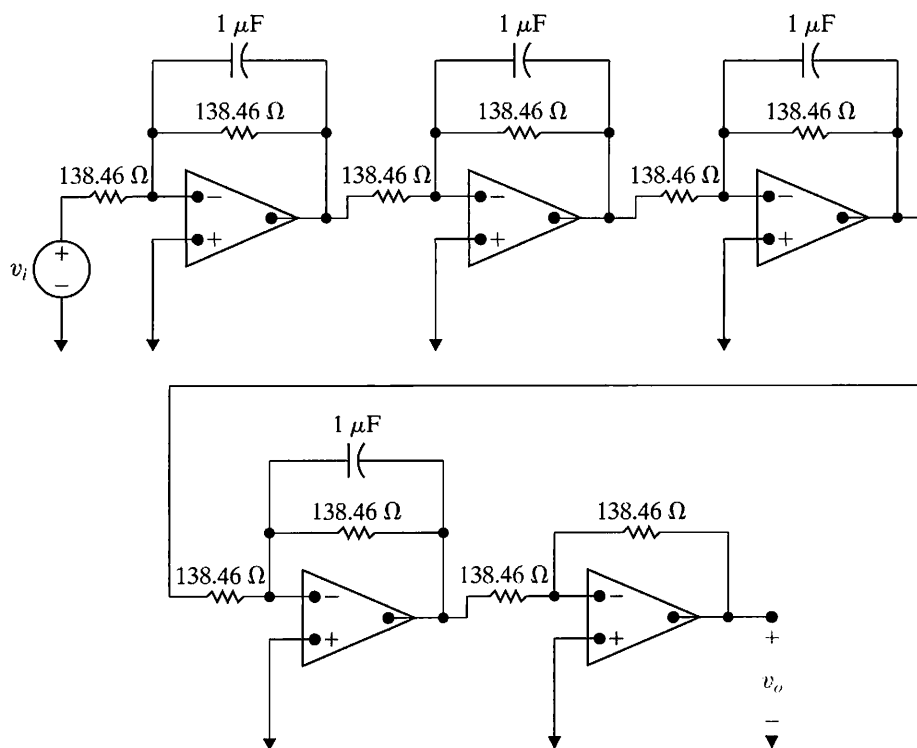 1 μF 1 μF 1 μF
138.46 Ω 138.46 Ω 138.46 Ω
138.46 Ω 138.46 Ω 138.46 Ω
− − −
+ + +
+
v_i
−
1 μF
138.46 Ω 138.46 Ω
138.46 Ω 138.46 Ω
− −
+ +
+
v_o
−